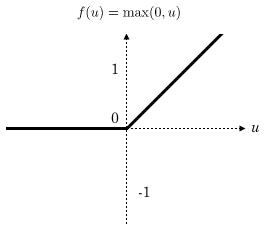 f(u) = max(0, u)
1
0
u
-1